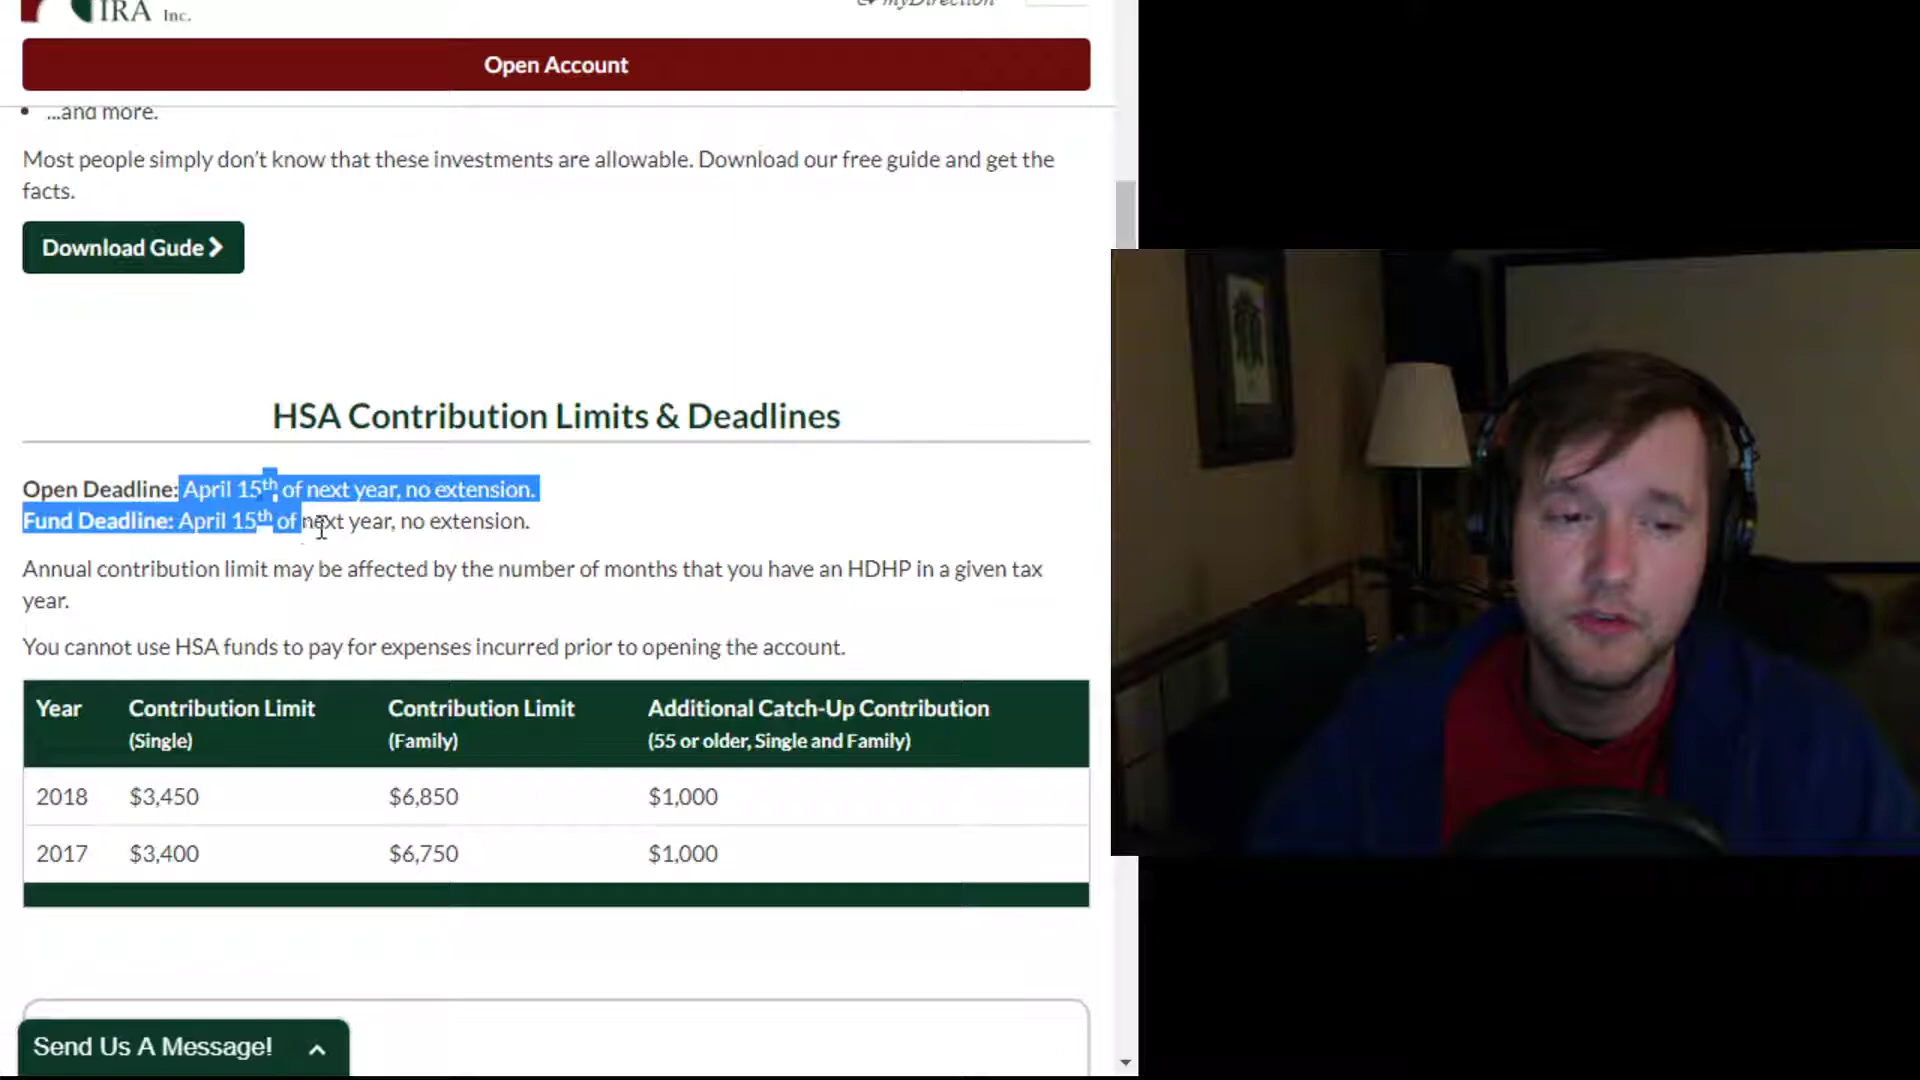 IRA Inc.
myDirection
Open Account
...and more.
Most people simply don't know that these investments are allowable. Download our free guide and get the
facts.
Download Gude
HSA Contribution Limits & Deadlines
Open Deadline: April 15th, of next year, no extension.
Fund Deadline: April 15th of next year, no extension.
Annual contribution limit may be affected by the number of months that you have an HDHP in a given tax
year.
You cannot use HSA funds to pay for expenses incurred prior to opening the account.
Year Contribution Limit (Single) Contribution Limit (Family) Additional Catch-Up Contribution (55 or older, Single and Family)
2018 $3,450 $6,850 $1,000
2017 $3,400 $6,750 $1,000
Send Us A Message!